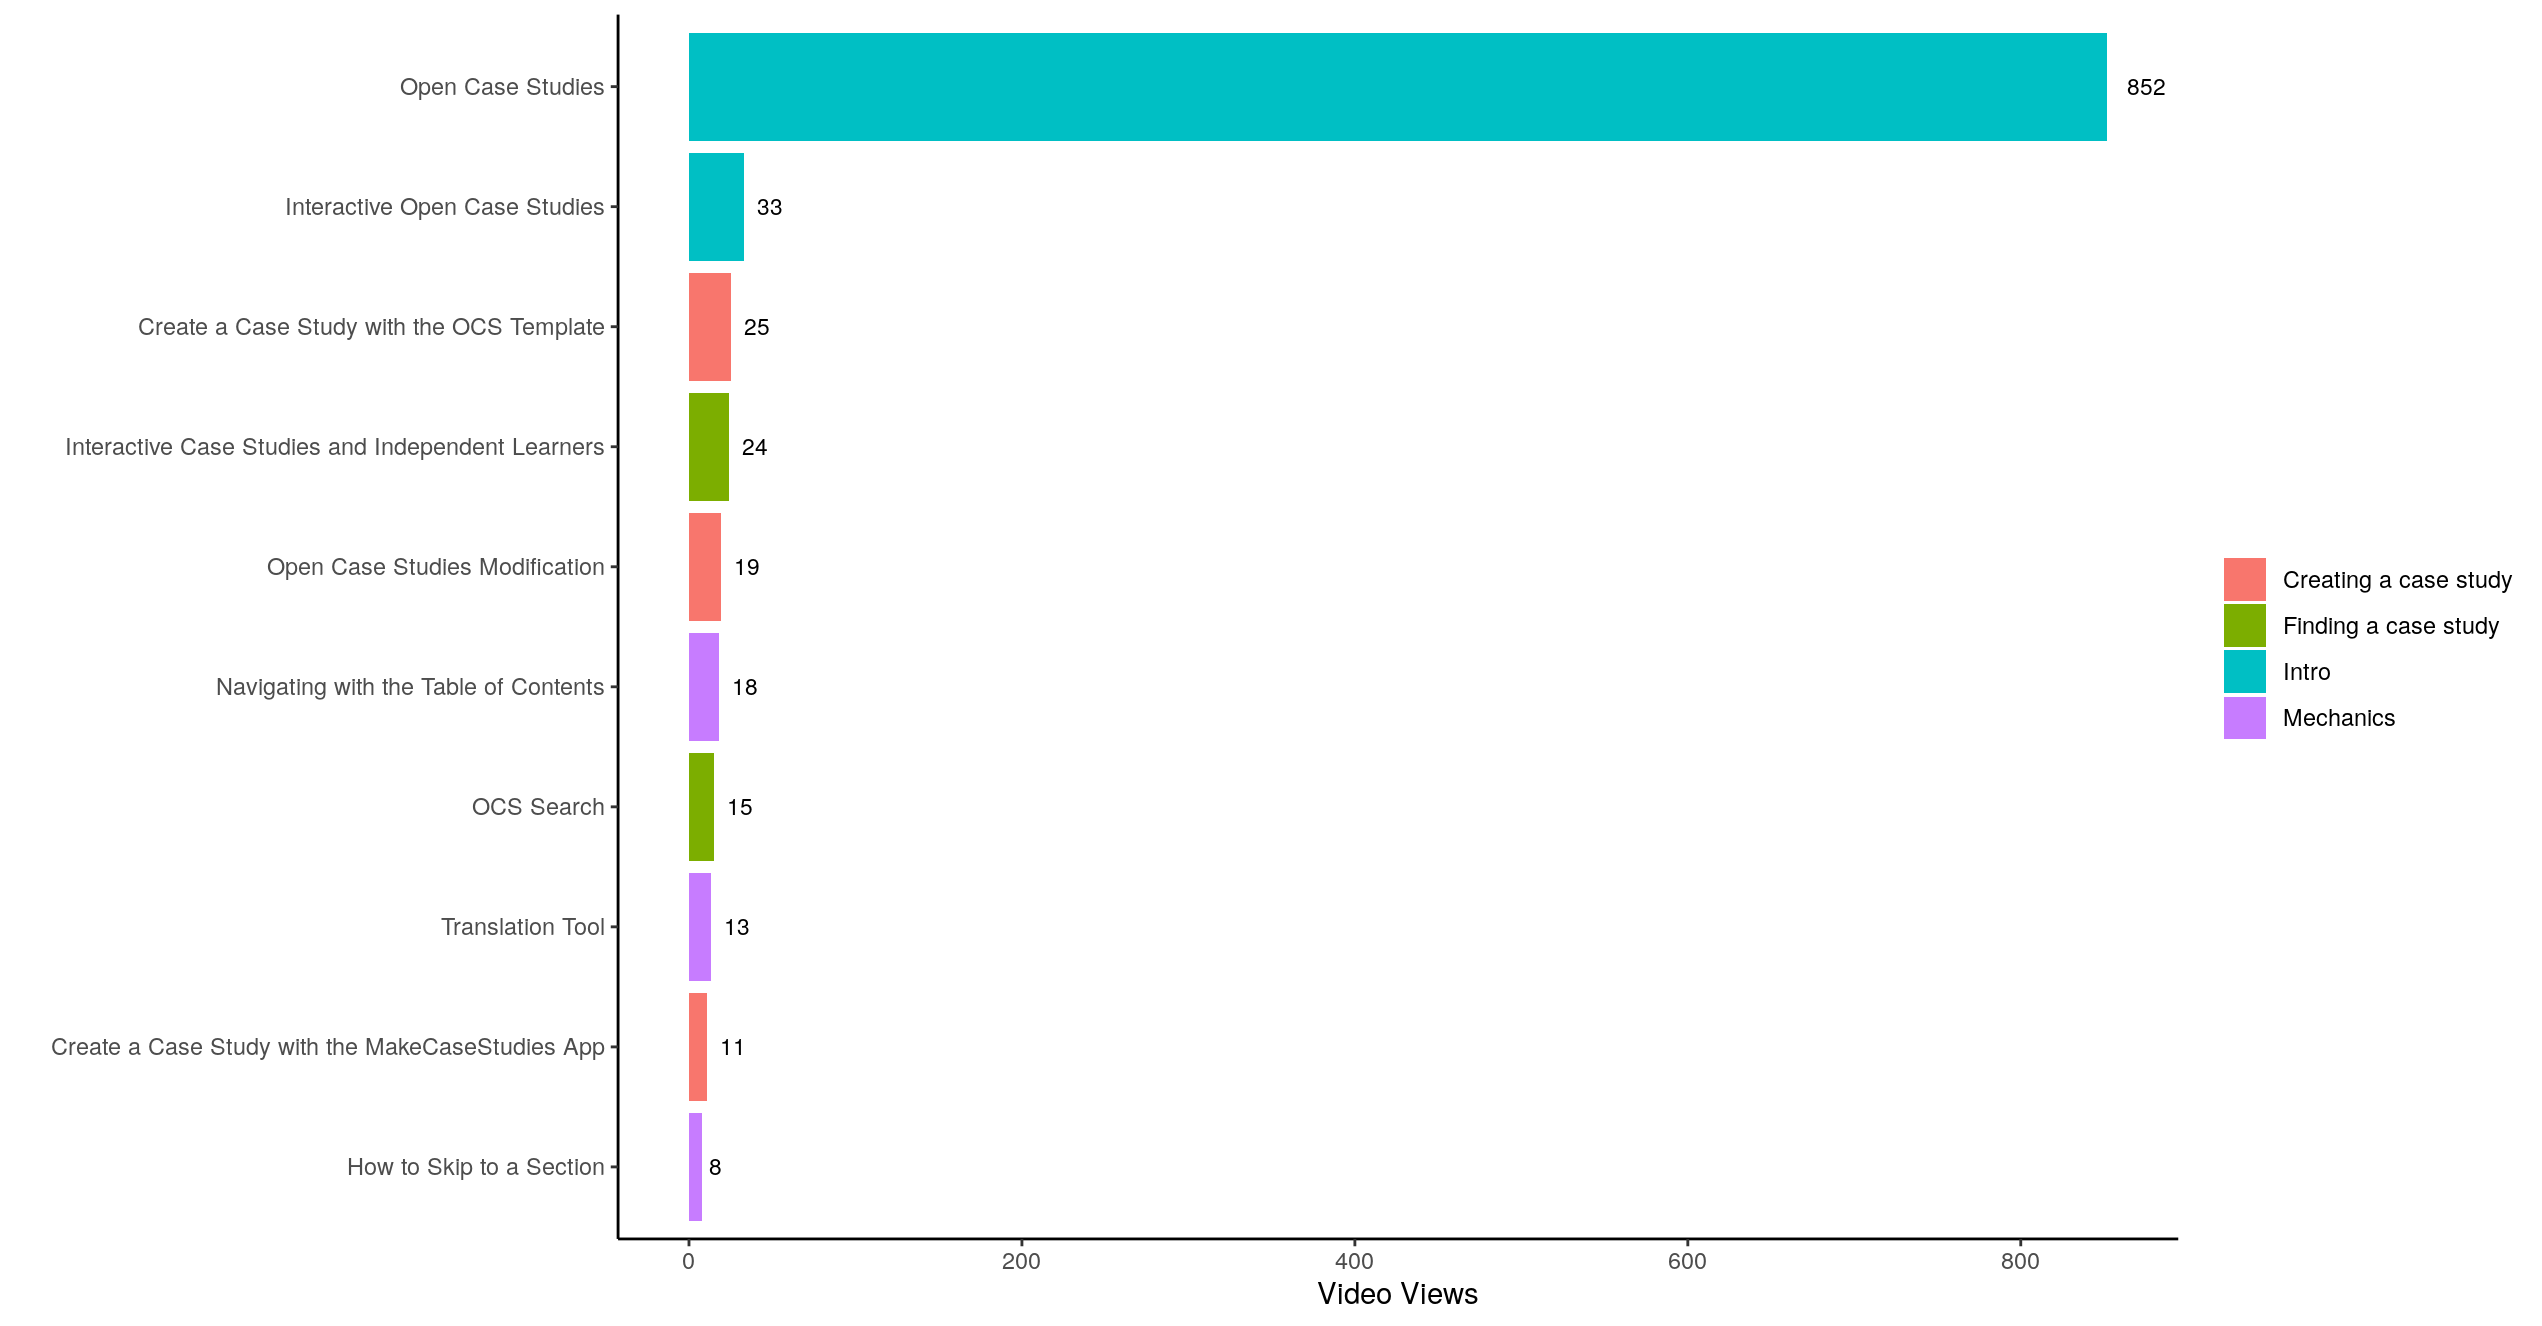 Open Case Studies
852
Interactive Open Case Studies
33
Create a Case Study with the OCS Template
25
Interactive Case Studies and Independent Learners
24
Open Case Studies Modification
19
Navigating with the Table of Contents
18
OCS Search
15
Translation Tool
13
Create a Case Study with the MakeCaseStudies App
11
How to Skip to a Section
8
0 200 400 600 800
Video Views
Creating a case study
Finding a case study
Intro
Mechanics